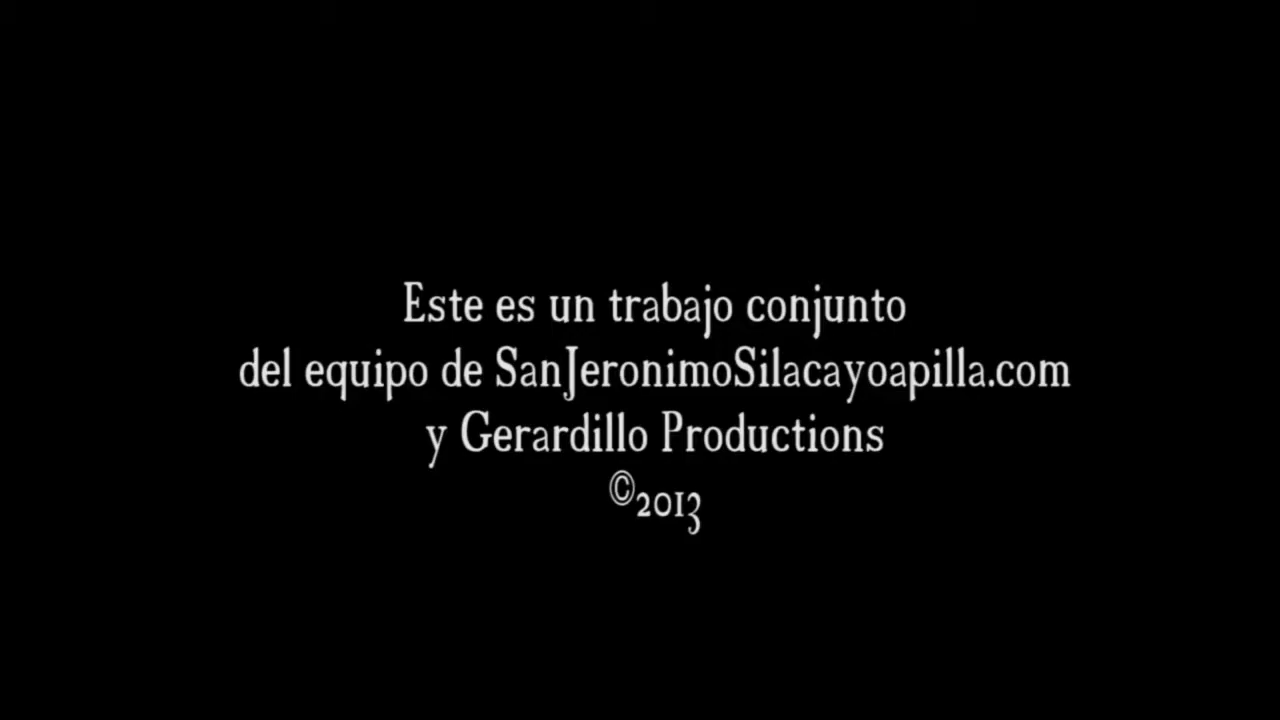 Este es un trabajo conjunto
del equipo de SanJeronimoSilacayoapilla.com
y Gerardillo Productions
©2013